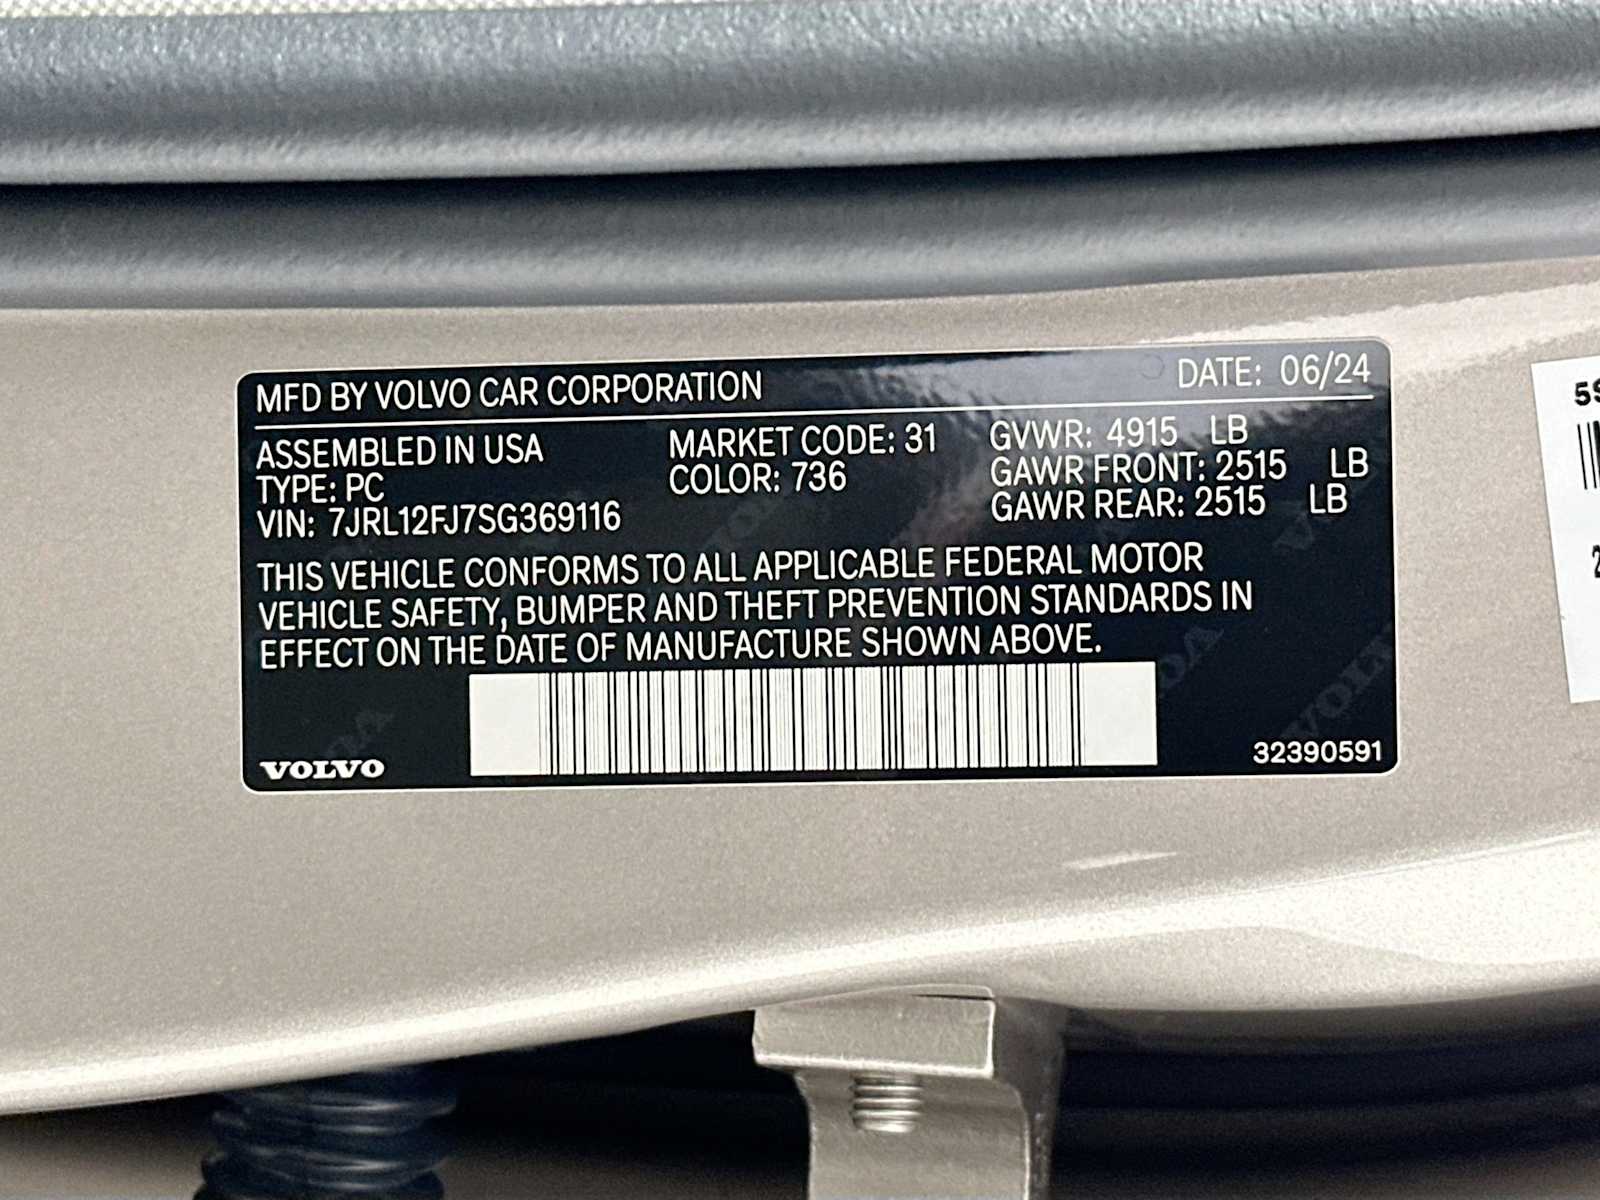 MFD BY VOLVO CAR CORPORATION DATE: 06/24
ASSEMBLED IN USA MARKET CODE: 31 GVWR: 4915 LB
TYPE: PC COLOR: 736 GAWR FRONT: 2515 LB
VIN: 7JRL12FJ7SG369116 GAWR REAR: 2515 LB
THIS VEHICLE CONFORMS TO ALL APPLICABLE FEDERAL MOTOR
VEHICLE SAFETY, BUMPER AND THEFT PREVENTION STANDARDS IN
EFFECT ON THE DATE OF MANUFACTURE SHOWN ABOVE.
VOLVO 32390591